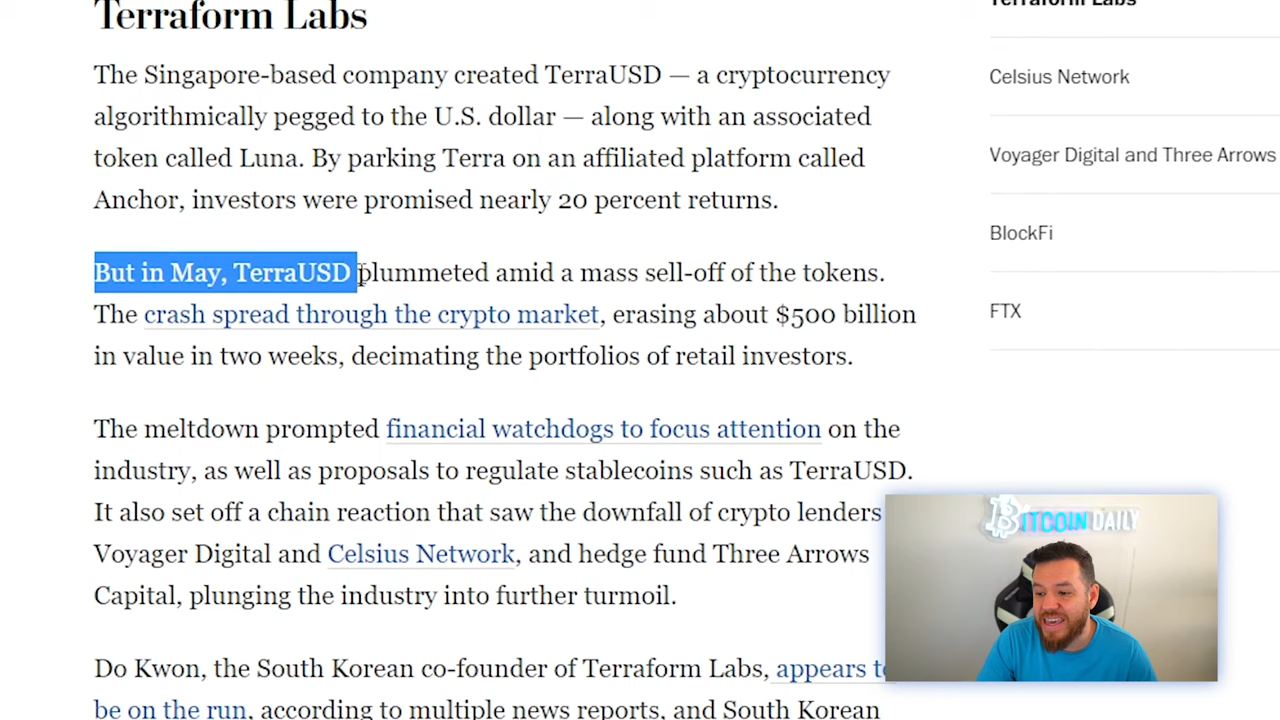 Terraform Labs
The Singapore-based company created TerraUSD — a cryptocurrency
algorithmically pegged to the U.S. dollar — along with an associated
token called Luna. By parking Terra on an affiliated platform called
Anchor, investors were promised nearly 20 percent returns.
But in May, TerraUSD plummeted amid a mass sell-off of the tokens.
The crash spread through the crypto market, erasing about $500 billion
in value in two weeks, decimating the portfolios of retail investors.
The meltdown prompted financial watchdogs to focus attention on the
industry, as well as proposals to regulate stablecoins such as TerraUSD.
It also set off a chain reaction that saw the downfall of crypto lenders
Voyager Digital and Celsius Network, and hedge fund Three Arrows
Capital, plunging the industry into further turmoil.
Do Kwon, the South Korean co-founder of Terraform Labs, appears to
be on the run, according to multiple news reports, and South Korean
Terraform Labs
Celsius Network
Voyager Digital and Three Arrows
BlockFi
FTX
BITCOIN DAILY